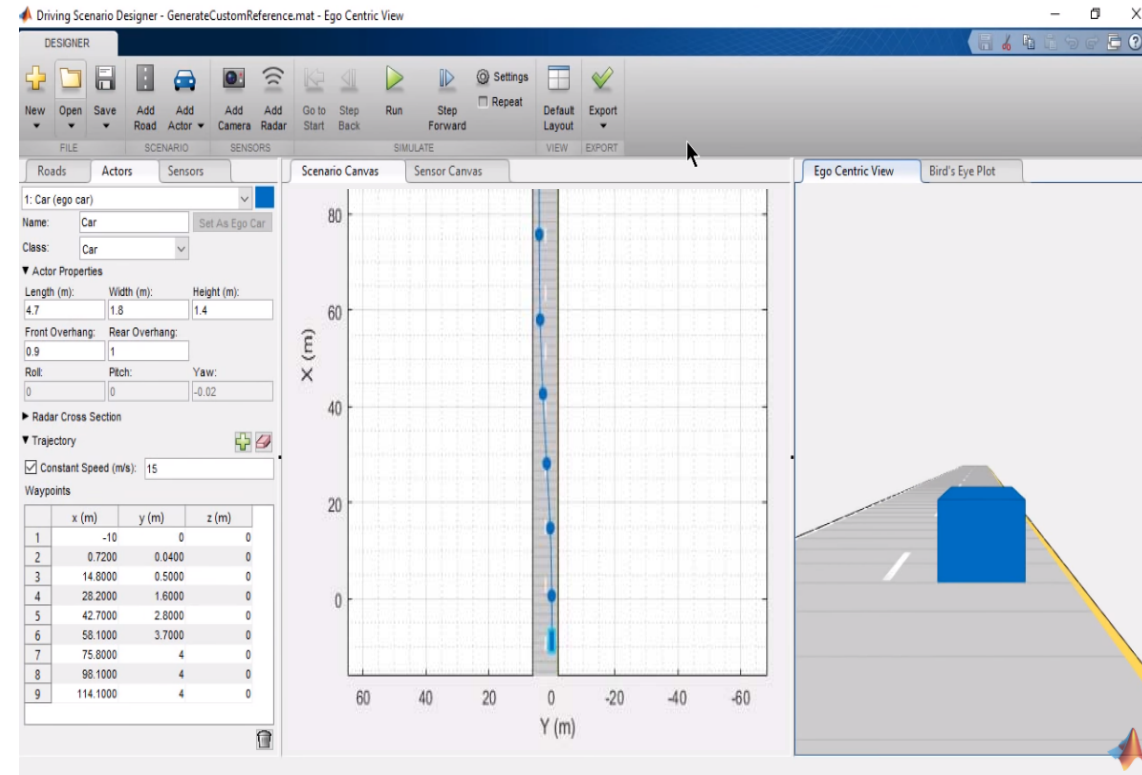 Driving Scenario Designer - GenerateCustomReference.mat - Ego Centric View
DESIGNER
New Open Save Add Road Add Actor Add Camera Add Radar Go to Start Step Back Run Step Forward Settings Repeat Default Layout Export
FILE SCENARIO SENSORS SIMULATE VIEW EXPORT
Roads Actors Sensors
1: Car (ego car)
Name: Car Set As Ego Car
Class: Car
Actor Properties
Length (m): Width (m): Height (m):
4.7 1.8 1.4
Front Overhang: Rear Overhang:
0.9 1
Roll: Pitch: Yaw:
0 0 -0.02
Radar Cross Section
Trajectory
Constant Speed (m/s): 15
Waypoints
x (m) y (m) z (m)
1 -10 0 0
2 0.7200 0.0400 0
3 14.8000 0.5000 0
4 28.2000 1.6000 0
5 42.7000 2.8000 0
6 58.1000 3.7000 0
7 75.8000 4 0
8 98.1000 4 0
9 114.1000 4 0
Scenario Canvas Sensor Canvas
80
60
40
20
0
X (m)
60 40 20 0 -20 -40 -60
Y (m)
Ego Centric View Bird's Eye Plot